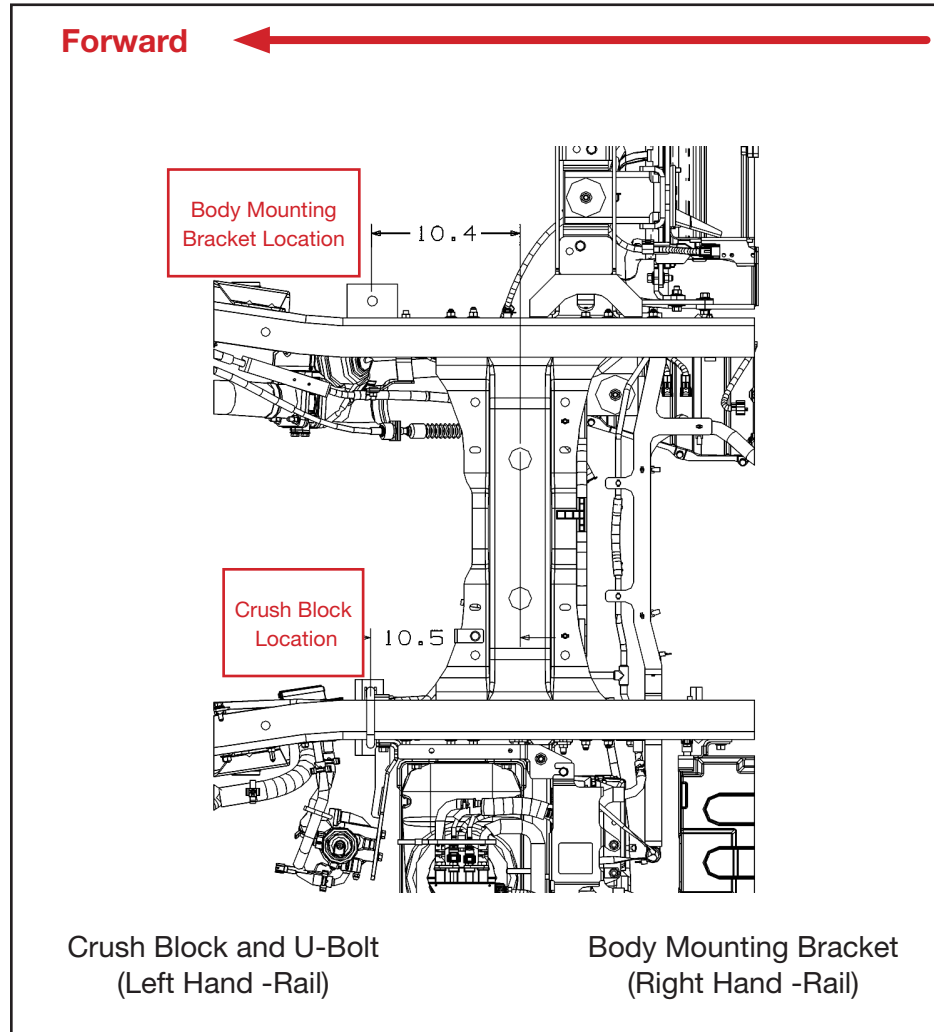 Forward
Body Mounting
Bracket Location
10.4
Crush Block
Location
10.5
Crush Block and U-Bolt
(Left Hand -Rail)
Body Mounting Bracket
(Right Hand -Rail)